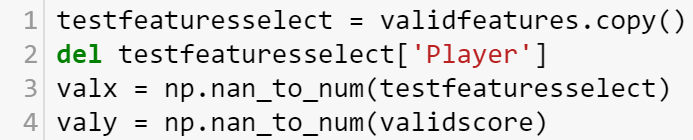 1 testfeaturesselect = validfeatures.copy()
2 del testfeaturesselect['Player']
3 valx = np.nan_to_num(testfeaturesselect)
4 valy = np.nan_to_num(validscore)